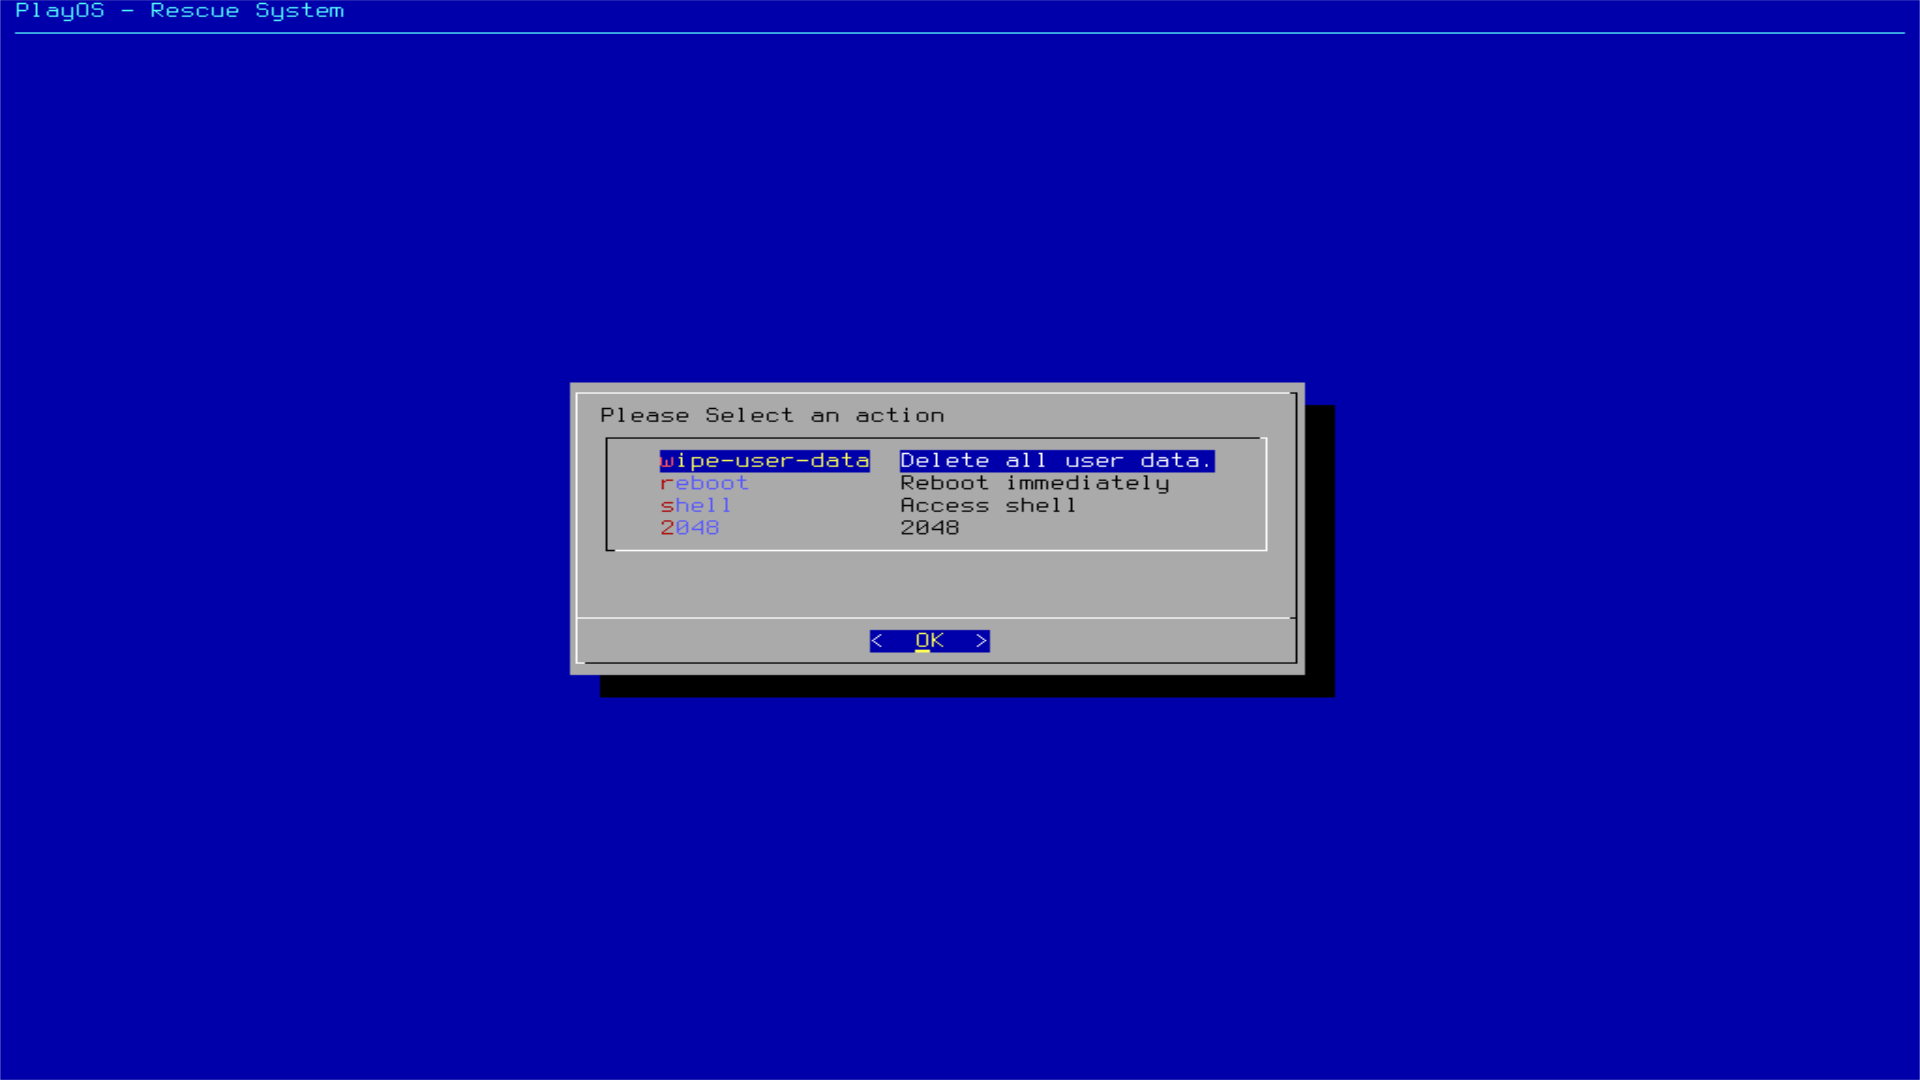 PlayOS - Rescue System
Please Select an action
wipe-user-data Delete all user data.
reboot Reboot immediately
shell Access shell
2048 2048
< OK >